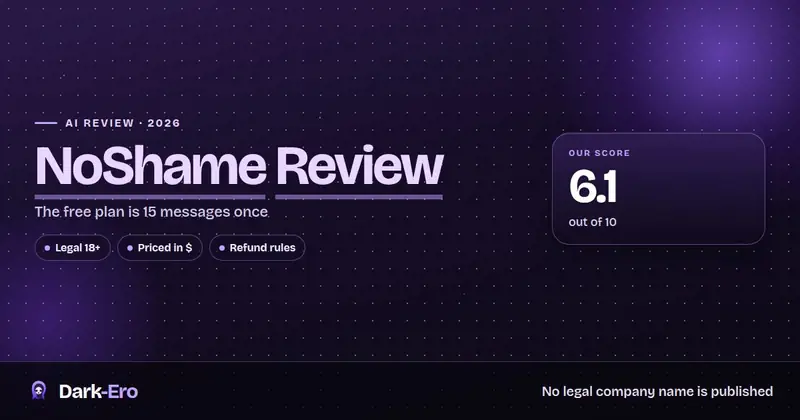 AI REVIEW · 2026
NoShame Review
The free plan is 15 messages once
Legal 18+
Priced in $
Refund rules
OUR SCORE
6.1
out of 10
Dark-Ero
No legal company name is published